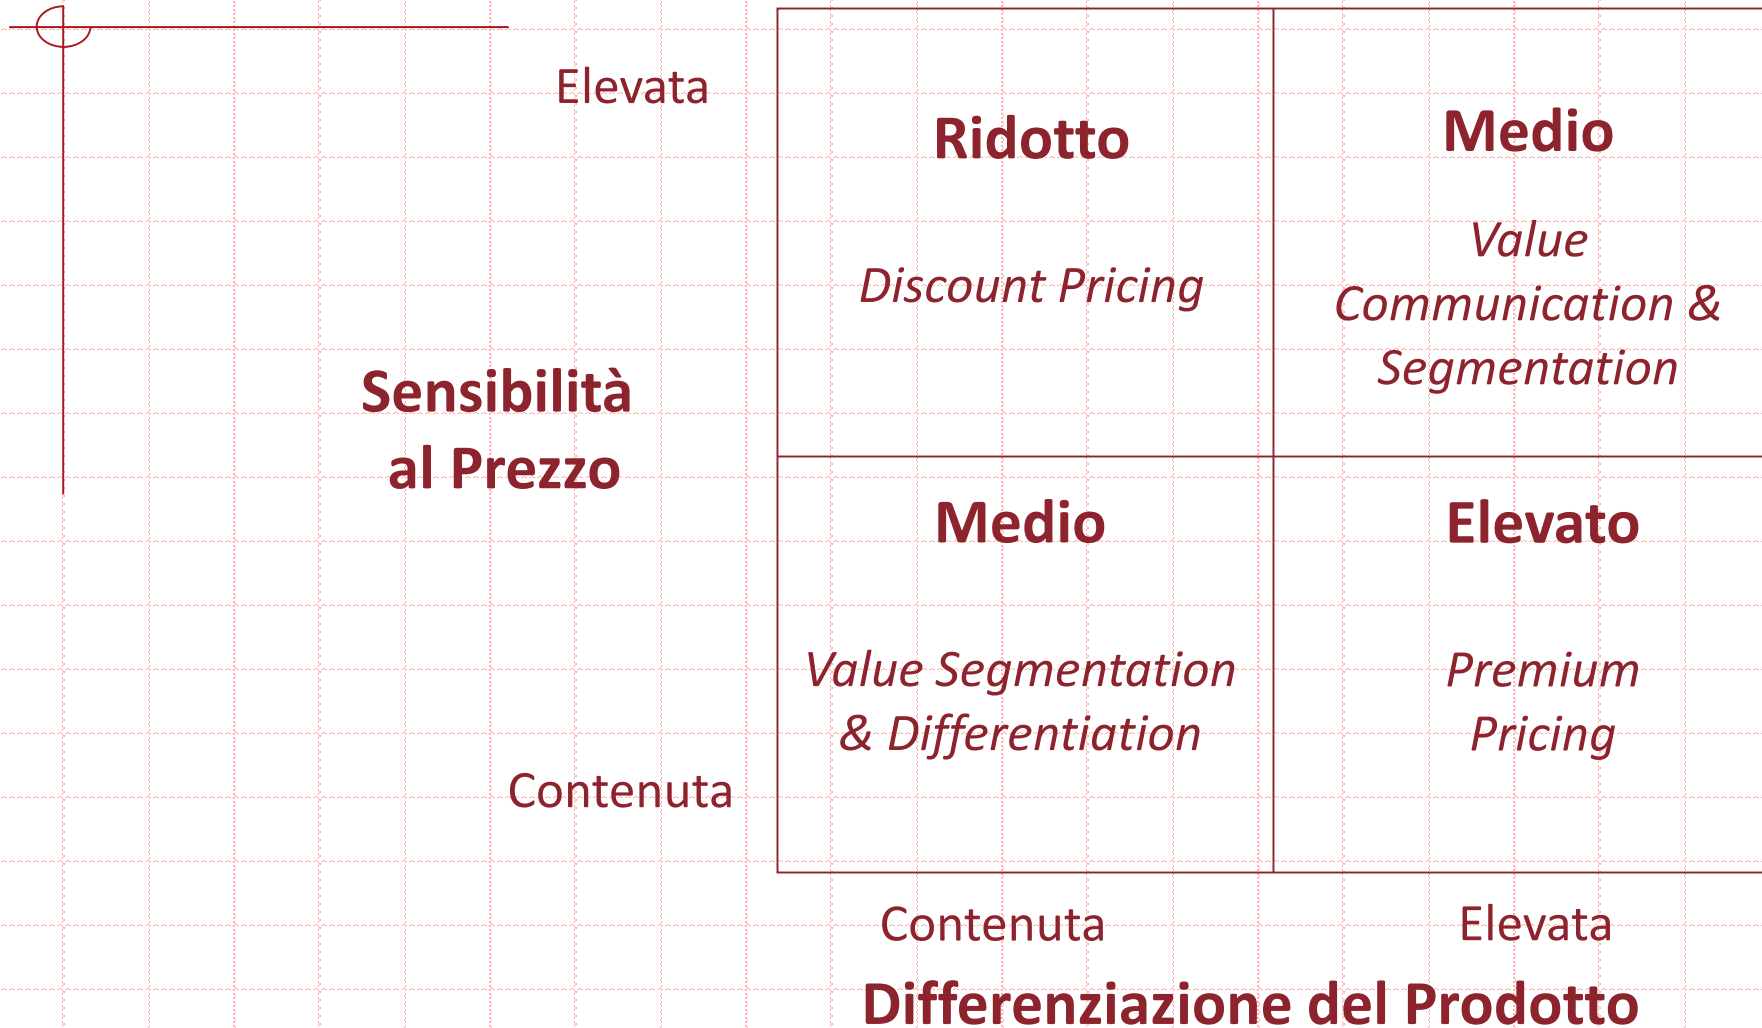 Elevata
Ridotto
Medio
Discount Pricing
Value
Communication &
Segmentation
Sensibilità
al Prezzo
Medio
Elevato
Value Segmentation
& Differentiation
Premium
Pricing
Contenuta
Contenuta
Elevata
Differenziazione del Prodotto